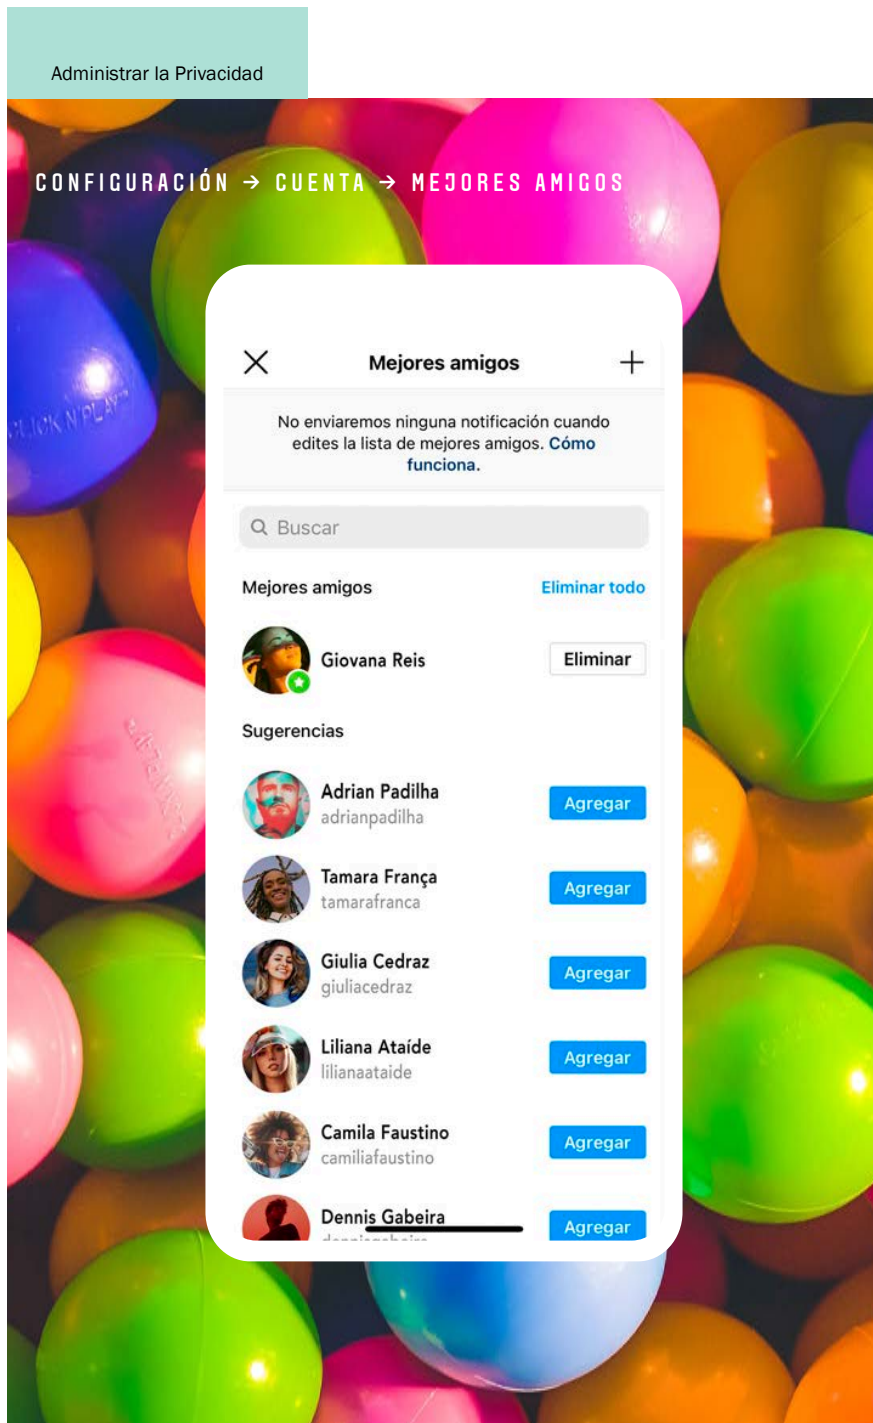 Administrar la Privacidad
CONFIGURACIÓN → CUENTA → MEJORES AMIGOS
Mejores amigos
No enviaremos ninguna notificación cuando
edites la lista de mejores amigos. Cómo
funciona.
Buscar
Mejores amigos Eliminar todo
Giovana Reis Eliminar
Sugerencias
Adrian Padilha
adrianpadilha
Agregar
Tamara França
tamarafranca
Agregar
Giulia Cedraz
giuliacedraz
Agregar
Liliana Ataíde
lilianaataide
Agregar
Camila Faustino
camiliafaustino
Agregar
Dennis Gabeira
Agregar
CLICK N' PLAY™